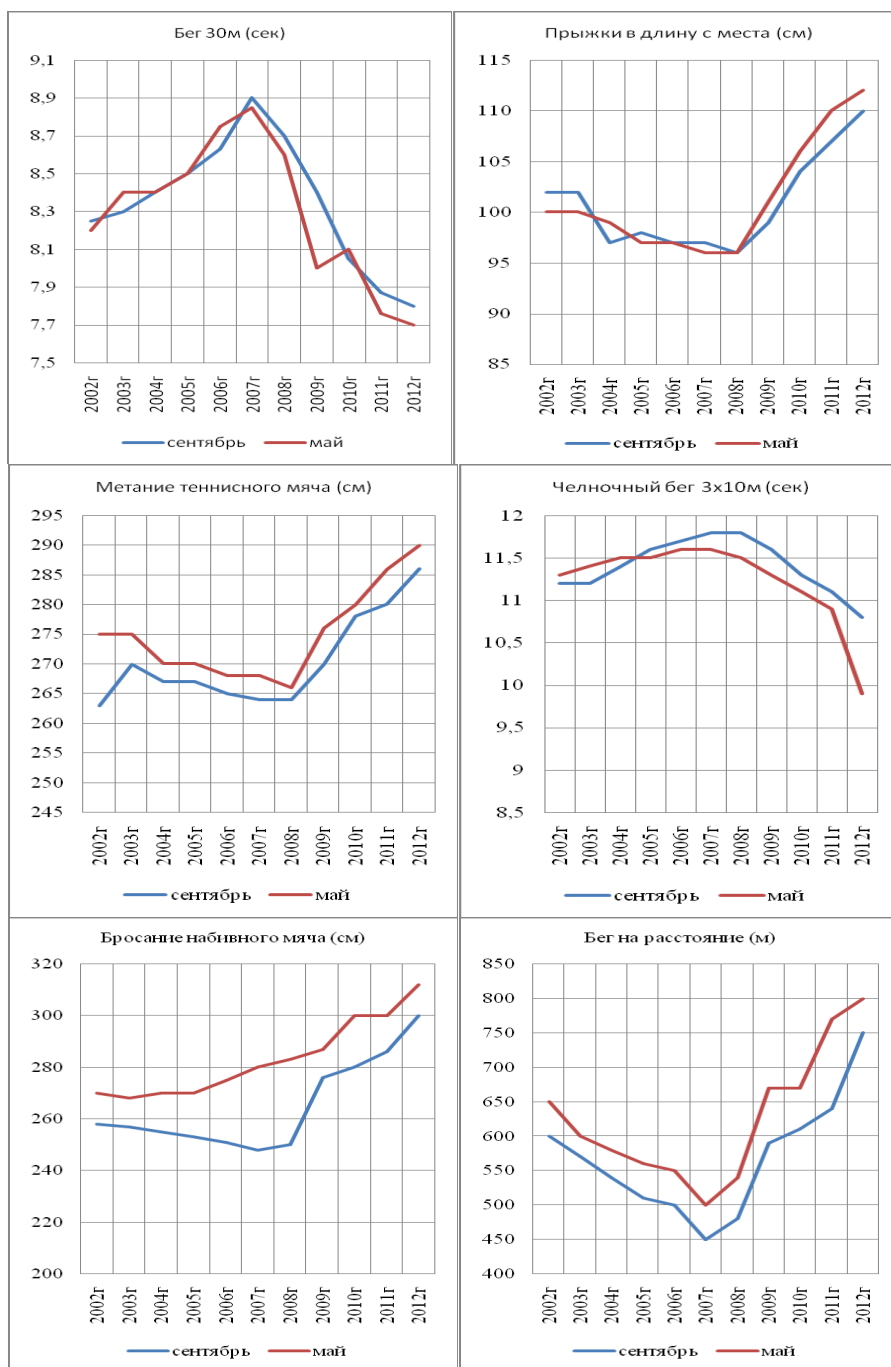 Бег 30м (сек)
9,1
8,9
8,7
8,5
8,3
8,1
7,9
7,7
7,5
2002г 2003г 2004г 2005г 2006г 2007г 2008г 2009г 2010г 2011г 2012г
сентябрь май
Прыжки в длину с места (см)
115
110
105
100
95
90
85
2002г 2003г 2004г 2005г 2006г 2007г 2008г 2009г 2010г 2011г 2012г
сентябрь май
Метание теннисного мяча (см)
295
290
285
280
275
270
265
260
255
250
245
2002г 2003г 2004г 2005г 2006г 2007г 2008г 2009г 2010г 2011г 2012г
сентябрь май
Челночный бег 3х10м (сек)
12
11,5
11
10,5
10
9,5
9
8,5
2002г 2003г 2004г 2005г 2006г 2007г 2008г 2009г 2010г 2011г 2012г
сентябрь май
Бросание набивного мяча (см)
320
300
280
260
240
220
200
2002г 2003г 2004г 2005г 2006г 2007г 2008г 2009г 2010г 2011г 2012г
сентябрь май
Бег на расстояние (м)
850
800
750
700
650
600
550
500
450
400
2002г 2003г 2004г 2005г 2006г 2007г 2008г 2009г 2010г 2011г 2012г
сентябрь май